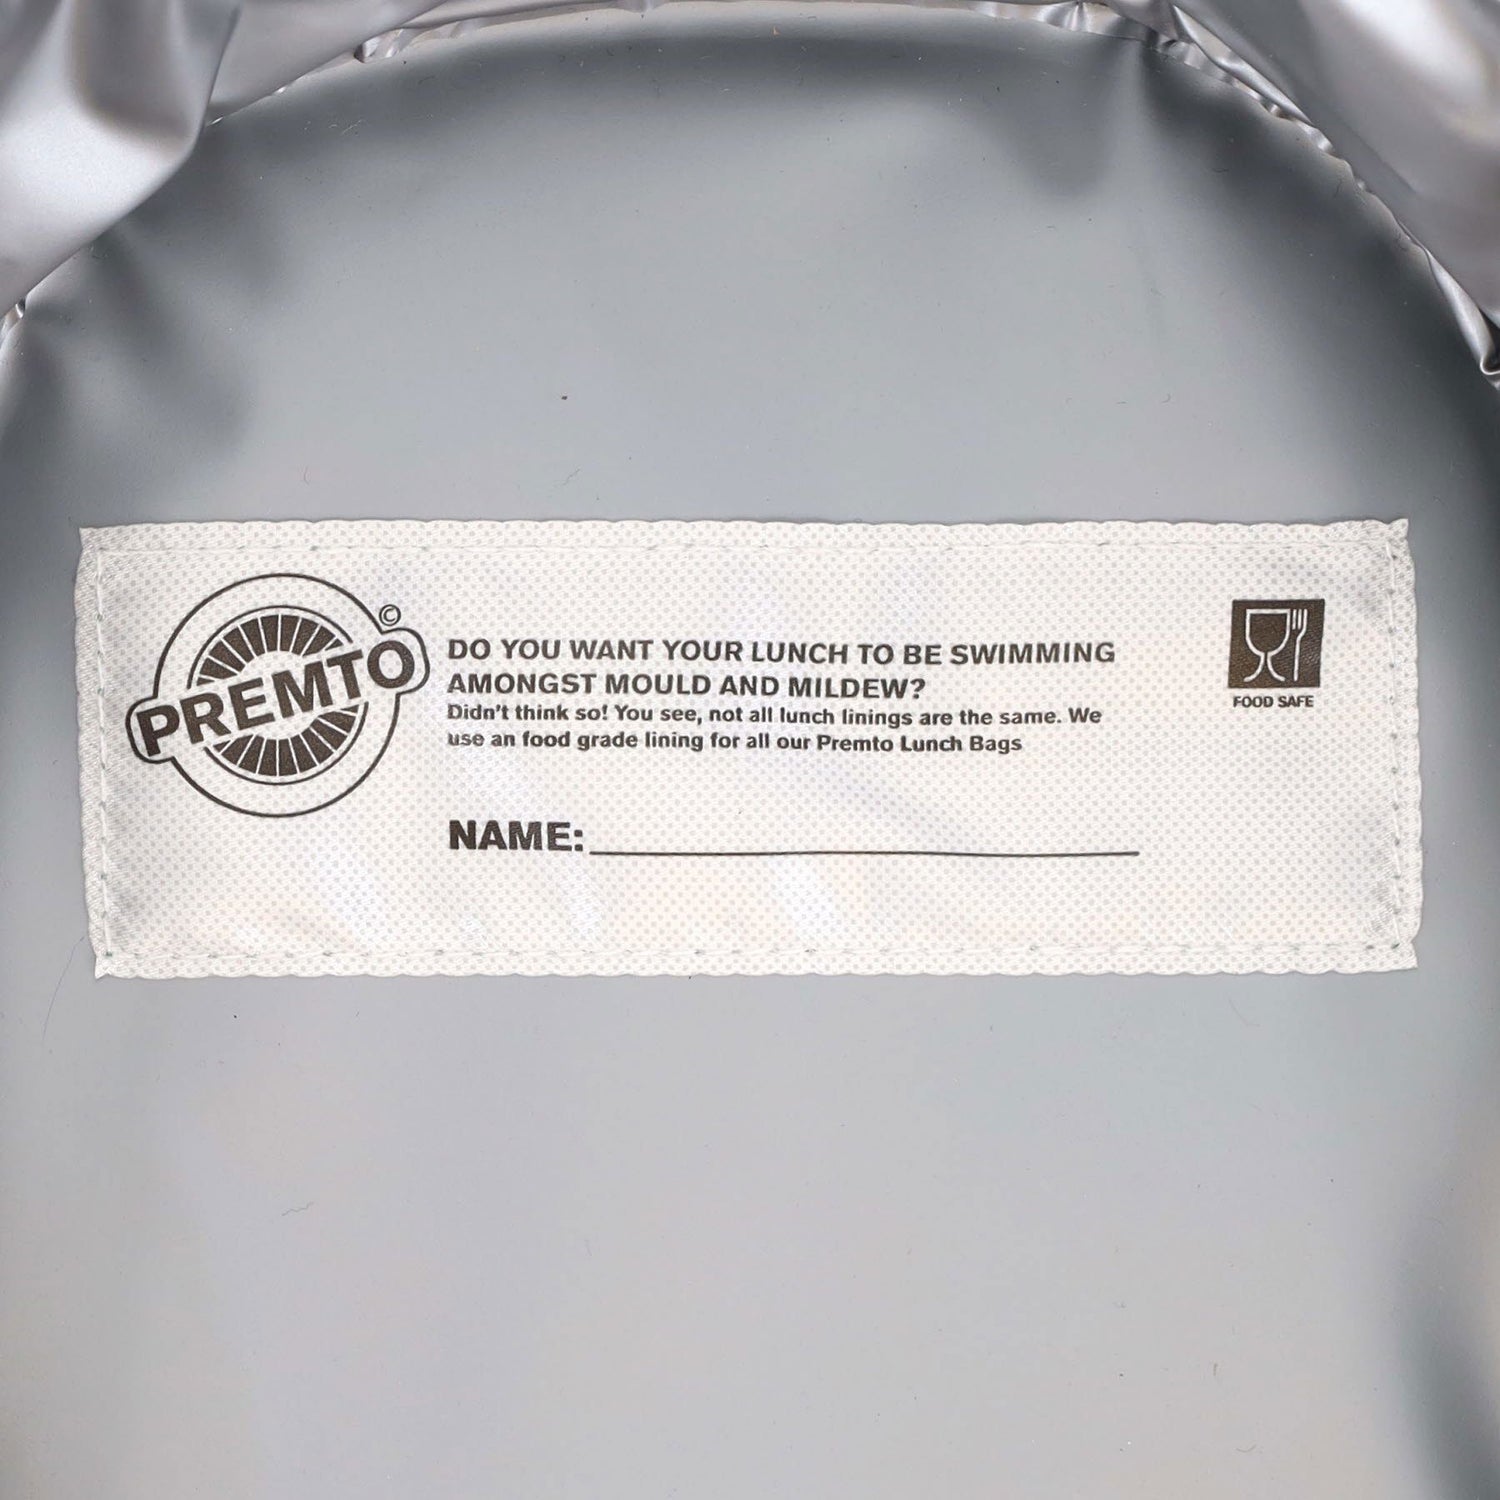 PREMTO ©
DO YOU WANT YOUR LUNCH TO BE SWIMMING
AMONGST MOULD AND MILDEW?
Didn't think so! You see, not all lunch linings are the same. We
use an food grade lining for all our Premto Lunch Bags
NAME:
FOOD SAFE